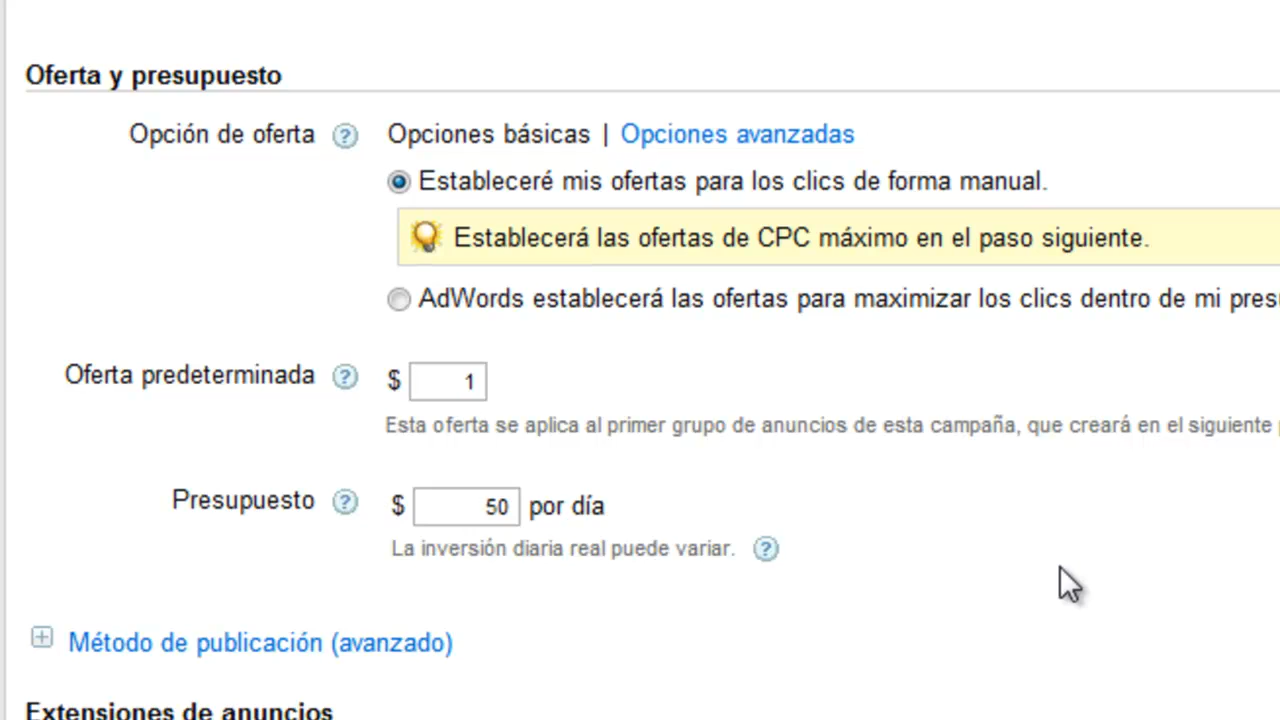 Oferta y presupuesto
Opción de oferta ? Opciones básicas | Opciones avanzadas
Estableceré mis ofertas para los clics de forma manual.
Establecerá las ofertas de CPC máximo en el paso siguiente.
AdWords establecerá las ofertas para maximizar los clics dentro de mi pres
Oferta predeterminada ? $ 1
Esta oferta se aplica al primer grupo de anuncios de esta campaña, que creará en el siguiente
Presupuesto ? $ 50 por día
La inversión diaria real puede variar. ?
Método de publicación (avanzado)
Extensiones de anuncios